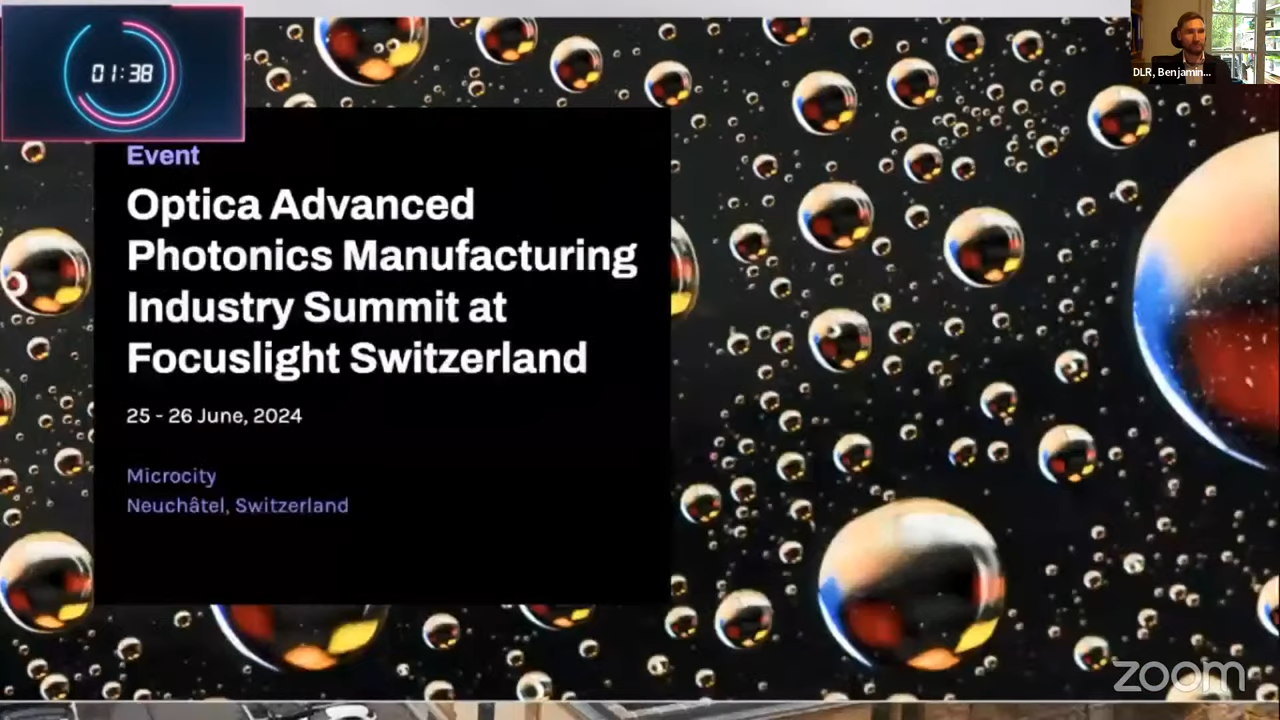 01:38
DLR, Benjamin...
Event
Optica Advanced
Photonics Manufacturing
Industry Summit at
Focuslight Switzerland
25 - 26 June, 2024
Microcity
Neuchâtel, Switzerland
zoom